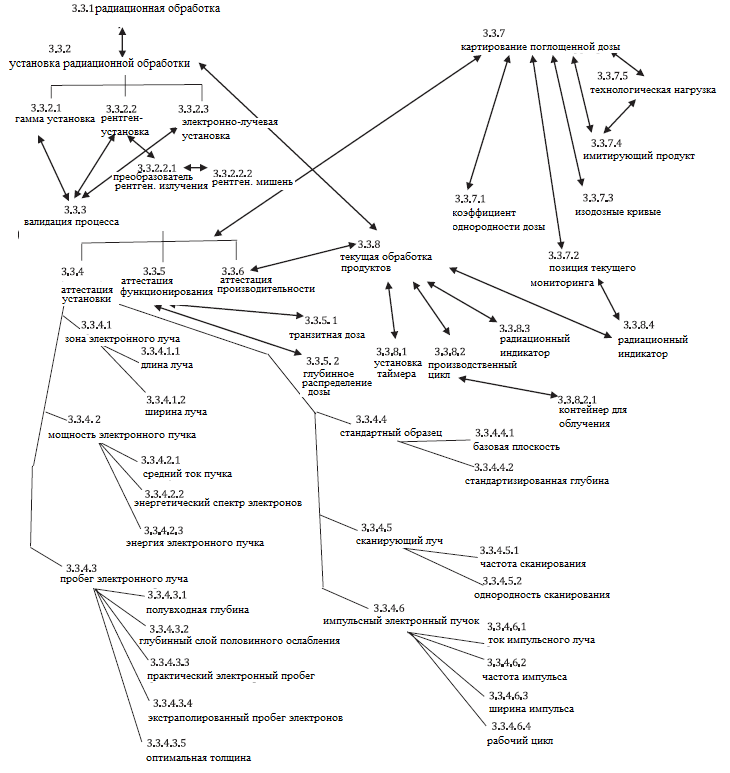 3.3.1 радиационная обработка
3.3.2
установка радиационной обработки
3.3.2.1
гамма установка
3.3.2.2
рентген-
установка
3.3.2.3
электронно-лучевая
установка
3.3.2.2.1
преобразователь
рентген. излучения
3.3.2.2.2
рентген. мишень
3.3.3
валидация процесса
3.3.7
картирование поглощенной дозы
3.3.7.5
технологическая нагрузка
3.3.7.4
имитирующий продукт
3.3.7.3
изодозные кривые
3.3.7.1
коэффициент
однородности дозы
3.3.7.2
позиция текущего
мониторинга
3.3.8
текущая обработка
продуктов
3.3.4
аттестация
установки
3.3.5
аттестация
функционирования
3.3.6
аттестация
производительности
3.3.5.1
транзитная доза
3.3.5.2
глубинное
распределение
дозы
3.3.8.1
установка
таймера
3.3.8.2
производственный
цикл
3.3.8.3
радиационный
индикатор
3.3.8.4
радиационный
индикатор
3.3.8.2.1
контейнер для
облучения
3.3.4.1
зона электронного луча
3.3.4.1.1
длина луча
3.3.4.1.2
ширина луча
3.3.4.2
мощность электронного пучка
3.3.4.2.1
средний ток пучка
3.3.4.2.2
энергетический спектр электронов
3.3.4.2.3
энергия электронного пучка
3.3.4.3
пробег электронного луча
3.3.4.3.1
полувходная глубина
3.3.4.3.2
глубинный слой половинного ослабления
3.3.4.3.3
практический электронный пробег
3.3.4.3.4
экстраполированный пробег электронов
3.3.4.3.5
оптимальная толщина
3.3.4.4
стандартный образец
3.3.4.4.1
базовая плоскость
3.3.4.4.2
стандартизированная глубина
3.3.4.5
сканирующий луч
3.3.4.5.1
частота сканирования
3.3.4.5.2
однородность сканирования
3.3.4.6
импульсный электронный пучок
3.3.4.6.1
ток импульсного луча
3.3.4.6.2
частота импульса
3.3.4.6.3
ширина импульса
3.3.4.6.4
рабочий цикл